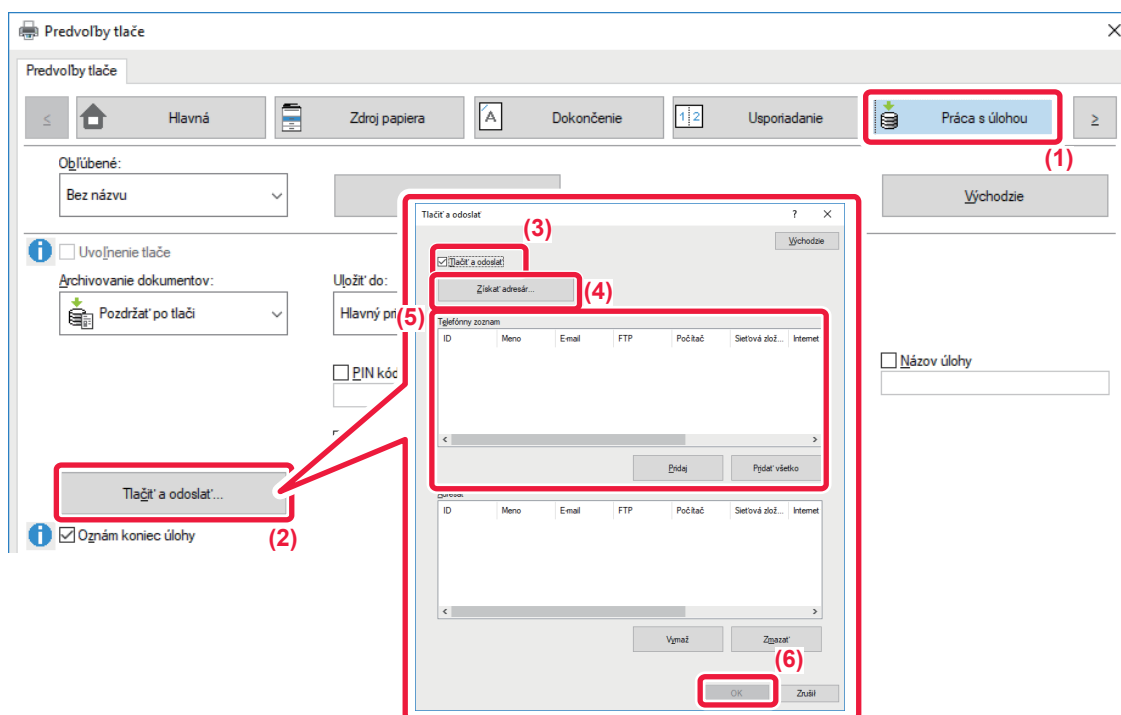 Predvoľby tlače
Predvoľby tlače
<
Hlavná
Zdroj papiera
A
Dokončenie
1 2
Usporiadanie
Práca s úlohou
>
(1)
Obľúbené:
Bez názvu
Východzie
Uvoľnenie tlače
Archivovanie dokumentov:
Pozdržať po tlači
Uložiť do:
Hlavný
PIN kód
Názov úlohy
Tlačiť a odoslať...
(2)
Oznám koniec úlohy
Tlačiť a odoslať
?
Východzie
(3)
Tlačiť a odoslať
Získať adresár...
(4)
(5)
Telefónny zoznam
ID Meno E-mail FTP Počítač Sieťová zlož... Internet
Pridaj Pridať všetko
Adresát
ID Meno E-mail FTP Počítač Sieťová zlož... Internet
Vymaž Zmazať
(6)
OK Zrušiť